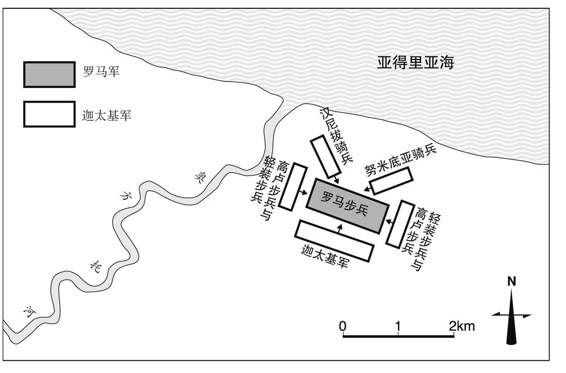 亚得里亚海
罗马军
迦太基军
汉尼拔骑兵
努米底亚骑兵
高卢步兵与
轻装步兵
罗马步兵
轻装步兵与
高卢步兵
迦太基军
奥方托河
N
0 1 2km